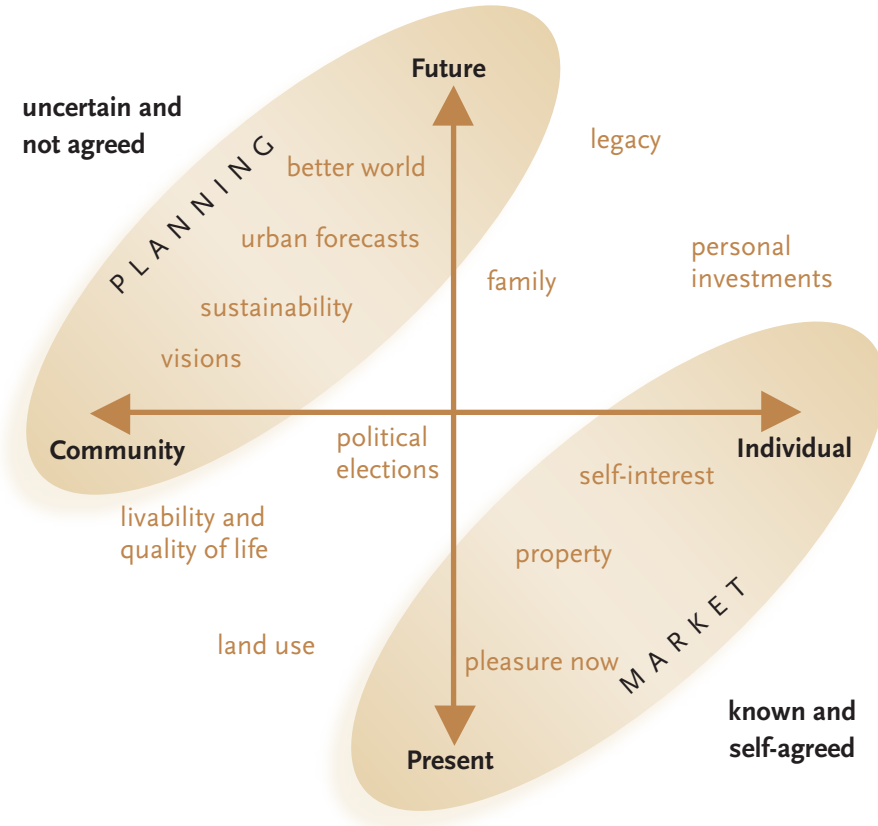 Future
uncertain and
not agreed
PLANNING
legacy
better world
urban forecasts
personal
investments
family
sustainability
visions
Community
political
elections
Individual
self-interest
livability and
quality of life
property
MARKET
land use
pleasure now
known and
self-agreed
Present